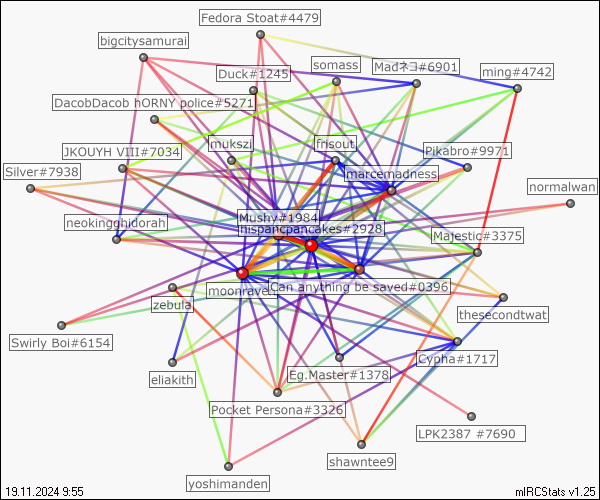 Fedora Stoat#4479
bigcitysamurai
somass
Madネコ#6901
Duck#1245
ming#4742
DacobDacob hORNY police#5271
mukszi
frisout
Pikabro#9971
JKOUYH VIII#7034
marcemadness
Silver#7938
normalwan
Mushy#1984
neokingghidorah
hispancpancakes#2928
Majestic#3375
Can anything be saved#0396
zebula
thesecondtwat
Swirly Boi#6154
Cypha#1717
eliakith
Eg.Master#1378
Pocket Persona#3326
LPK2387 #7690
shawntee9
yoshimanden
19.11.2024 9:55
mIRCStats v1.25